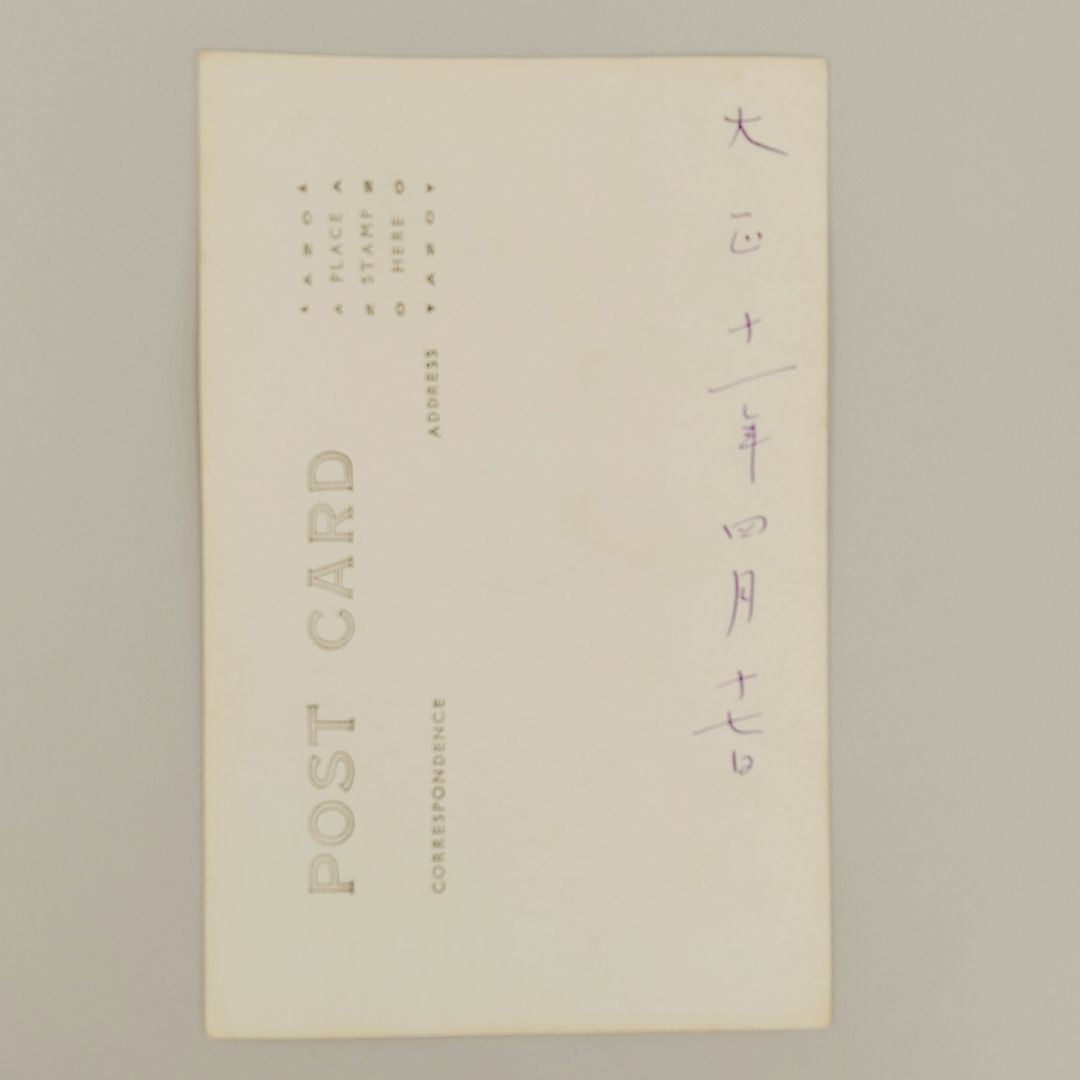 大正十一年四月十七日
POST CARD
AZO
A PLACE A
Z STAMP Z
O HERE O
AZO
CORRESPONDENCE
ADDRESS